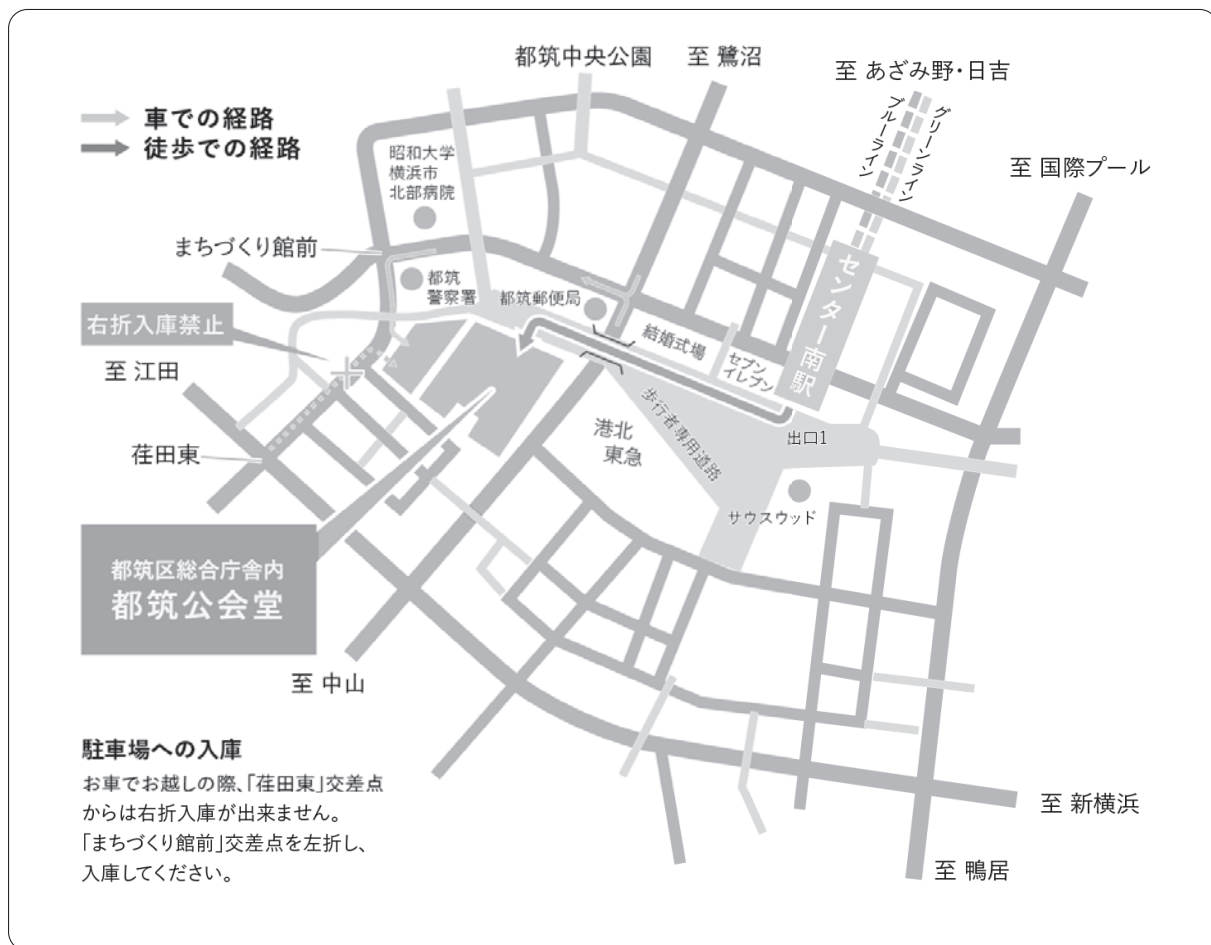 都筑中央公園
至 鷺沼
至 あざみ野・日吉
車での経路
徒歩での経路
ブルーライン
グリーンライン
昭和大学
横浜市
北部病院
至 国際プール
まちづくり館前
都筑
警察署
都筑郵便局
センター南駅
右折入庫禁止
結婚式場
セブン
イレブン
至 江田
歩行者専用道路
港北
東急
出口1
荏田東
サウスウッド
都筑区総合庁舎内
都筑公会堂
至 中山
駐車場への入庫
お車でお越しの際、「荏田東」交差点
からは右折入庫が出来ません。
「まちづくり館前」交差点を左折し、
入庫してください。
至 新横浜
至 鴨居